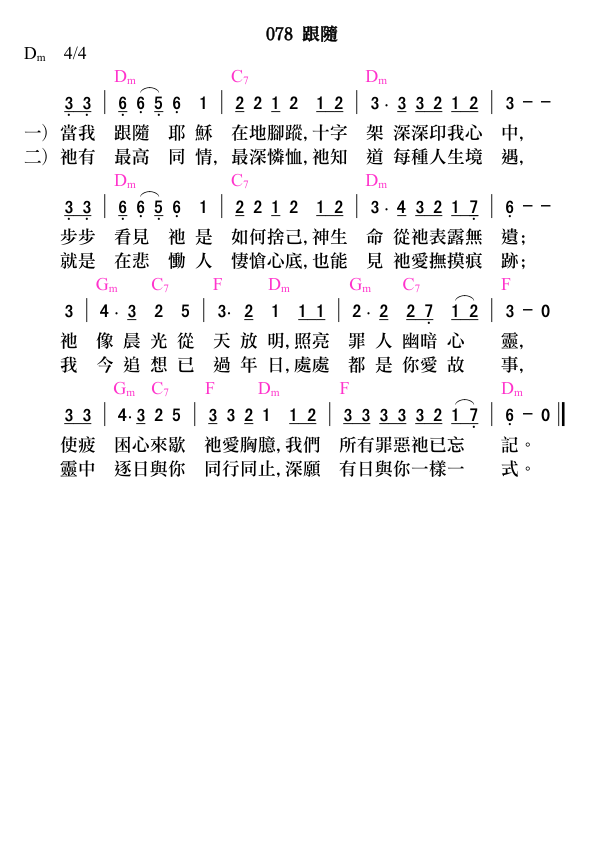 078 跟隨
Dm 4/4
Dm C7 Dm
3 3 | 6 6 5 6 1 | 2 2 1 2 1 2 | 3 · 3 3 2 1 2 | 3 － －
一) 當我 跟隨 耶 穌 在地腳蹤, 十字 架 深深印我心 中,
二) 祂有 最高 同 情, 最深憐恤, 祂知 道 每種人生境 遇,
Dm C7 Dm
3 3 | 6 6 5 6 1 | 2 2 1 2 1 2 | 3 · 4 3 2 1 7 | 6 － －
步步 看見 祂 是 如何捨己, 神生 命 從祂表露無 遺;
就是 在悲 慟 人 悽愴心底, 也能 見 祂愛撫摸痕 跡;
Gm C7 F Dm Gm C7 F
3 | 4 · 3 2 5 | 3 · 2 1 1 1 | 2 · 2 2 7 1 2 | 3 － 0
祂 像 晨 光 從 天 放 明, 照亮 罪 人 幽暗 心 靈,
我 今 追 想 已 過 年 日, 處處 都 是 你愛 故 事,
Gm C7 F Dm F Dm
3 3 | 4 · 3 2 5 | 3 3 2 1 1 2 | 3 3 3 3 3 2 1 7 | 6 － 0 ||
使疲 困心來歇 祂愛胸臆, 我們 所有罪惡祂已忘 記。
靈中 逐日與你 同行同止, 深願 有日與你一樣一 式。